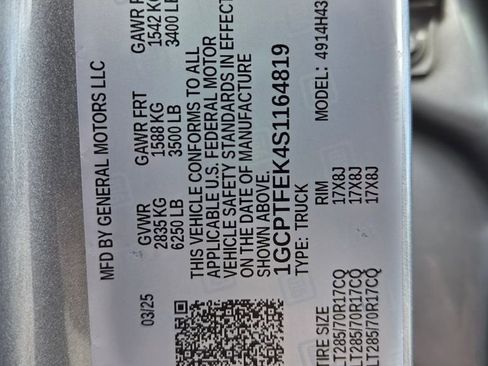 MFD BY GENERAL MOTORS LLC
03/25
GVWR
2835 KG
6250 LB
GAWR FRT
1588 KG
3500 LB
GAWR R
1542 KG
3400 LB
THIS VEHICLE CONFORMS TO ALL
APPLICABLE U.S. FEDERAL MOTOR
VEHICLE SAFETY STANDARDS IN EFFECT
ON THE DATE OF MANUFACTURE
SHOWN ABOVE.
1GCPTFEK4S1164819
TYPE: TRUCK
MODEL: 4914H43
TIRE SIZE
RIM
LT285/70R17CQ
17X8J
LT285/70R17CQ
17X8J
LT285/70R17CQ
17X8J